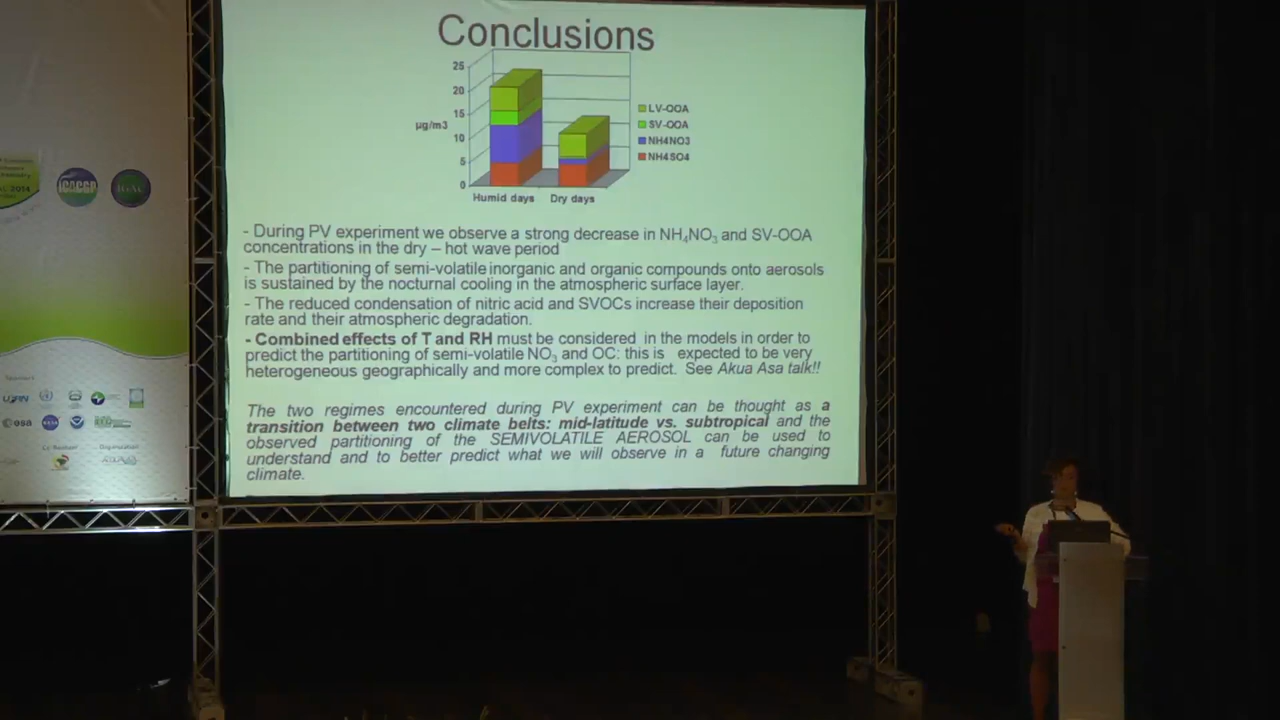 Conclusions
25
20
15
10
5
0
µg/m3
Humid days
Dry days
LV-OOA
SV-OOA
NH4NO3
NH4SO4
- During PV experiment we observe a strong decrease in NH4NO3 and SV-OOA
concentrations in the dry – hot wave period
- The partitioning of semi-volatile inorganic and organic compounds onto aerosols
is sustained by the nocturnal cooling in the atmospheric surface layer.
- The reduced condensation of nitric acid and SVOCs increase their deposition
rate and their atmospheric degradation.
- Combined effects of T and RH must be considered in the models in order to
predict the partitioning of semi-volatile NO3 and OC: this is expected to be very
heterogeneous geographically and more complex to predict. See Akua Asa talk!!
The two regimes encountered during PV experiment can be thought as a
transition between two climate belts: mid-latitude vs. subtropical and the
observed partitioning of the SEMIVOLATILE AEROSOL can be used to
understand and to better predict what we will observe in a future changing
climate.
iCACGP
IGAC
esa